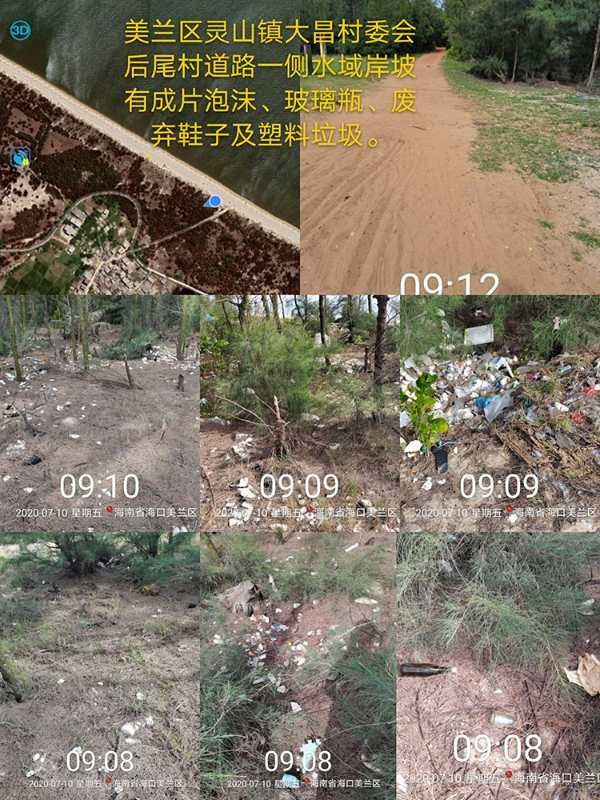 3D
美兰区灵山镇大昌村委会
后尾村道路一侧水域岸坡
有成片泡沫、玻璃瓶、废
弃鞋子及塑料垃圾。
09:12
09:10
2020-07-10 星期五 海南省海口美兰区
09:09
2020-07-10 星期五 海南省海口美兰区
09:09
2020-07-10 星期五 海南省海口美兰区
09:08
2020-07-10 星期五 海南省海口美兰区
09:08
2020-07-10 星期五 海南省海口美兰区
09:08
2020-07-10 星期五 海南省海口美兰区